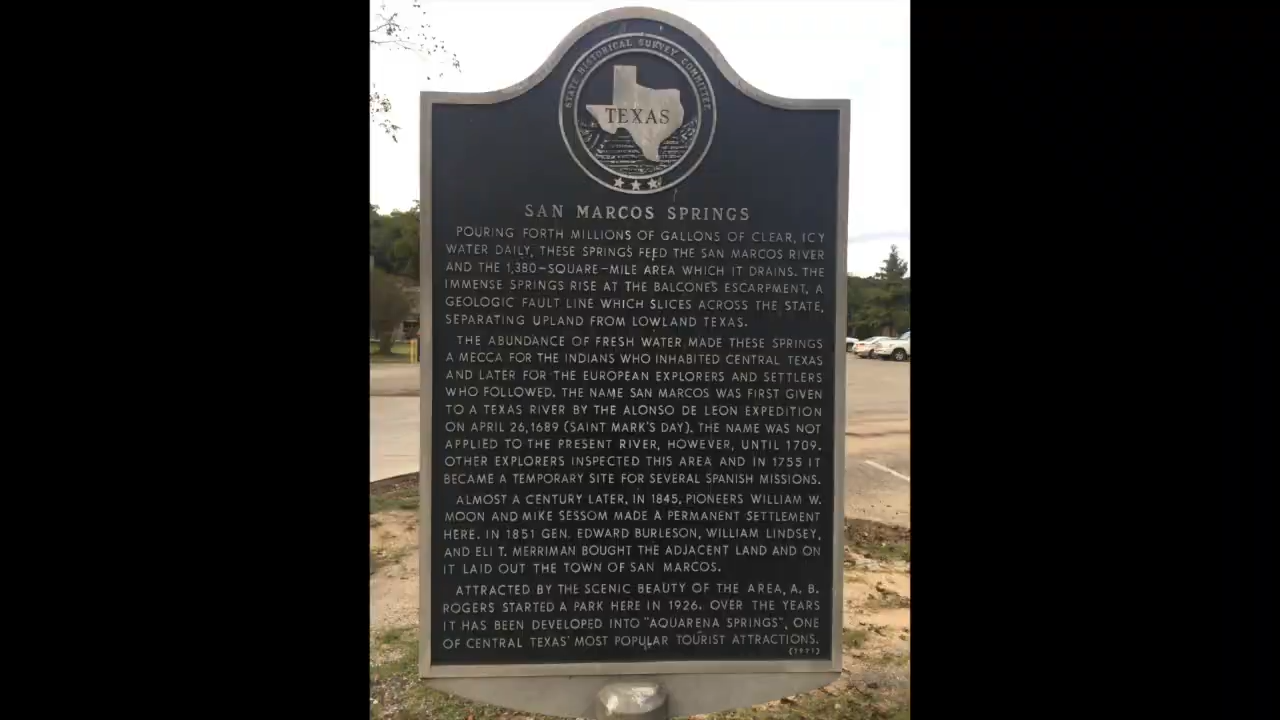 STATE HISTORICAL SURVEY COMMITTEE
TEXAS
SAN MARCOS SPRINGS
POURING FORTH MILLIONS OF GALLONS OF CLEAR, ICY
WATER DAILY, THESE SPRINGS FEED THE SAN MARCOS RIVER
AND THE 1,380-SQUARE-MILE AREA WHICH IT DRAINS. THE
IMMENSE SPRINGS RISE AT THE BALCONES ESCARPMENT, A
GEOLOGIC FAULT LINE WHICH SLICES ACROSS THE STATE,
SEPARATING UPLAND FROM LOWLAND TEXAS.
THE ABUNDANCE OF FRESH WATER MADE THESE SPRINGS
A MECCA FOR THE INDIANS WHO INHABITED CENTRAL TEXAS
AND LATER FOR THE EUROPEAN EXPLORERS AND SETTLERS
WHO FOLLOWED. THE NAME SAN MARCOS WAS FIRST GIVEN
TO A TEXAS RIVER BY THE ALONSO DE LEON EXPEDITION
ON APRIL 26,1689 (SAINT MARK'S DAY). THE NAME WAS NOT
APPLIED TO THE PRESENT RIVER, HOWEVER, UNTIL 1709.
OTHER EXPLORERS INSPECTED THIS AREA AND IN 1755 IT
BECAME A TEMPORARY SITE FOR SEVERAL SPANISH MISSIONS.
ALMOST A CENTURY LATER, IN 1845, PIONEERS WILLIAM W.
MOON AND MIKE SESSOM MADE A PERMANENT SETTLEMENT
HERE. IN 1851 GEN. EDWARD BURLESON, WILLIAM LINDSEY,
AND ELI T. MERRIMAN BOUGHT THE ADJACENT LAND AND ON
IT LAID OUT THE TOWN OF SAN MARCOS.
ATTRACTED BY THE SCENIC BEAUTY OF THE AREA, A. B.
ROGERS STARTED A PARK HERE IN 1926. OVER THE YEARS
IT HAS BEEN DEVELOPED INTO "AQUARENA SPRINGS", ONE
OF CENTRAL TEXAS' MOST POPULAR TOURIST ATTRACTIONS.
(1971)